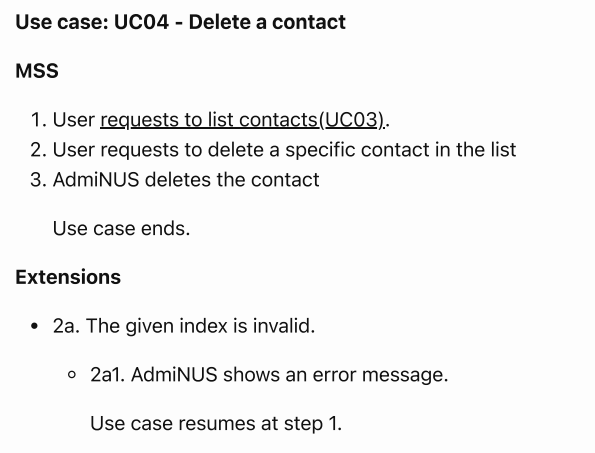 Use case: UC04 - Delete a contact
MSS
1. User requests to list contacts(UC03).
2. User requests to delete a specific contact in the list
3. AdmiNUS deletes the contact
Use case ends.
Extensions
• 2a. The given index is invalid.
◦ 2a1. AdmiNUS shows an error message.
Use case resumes at step 1.